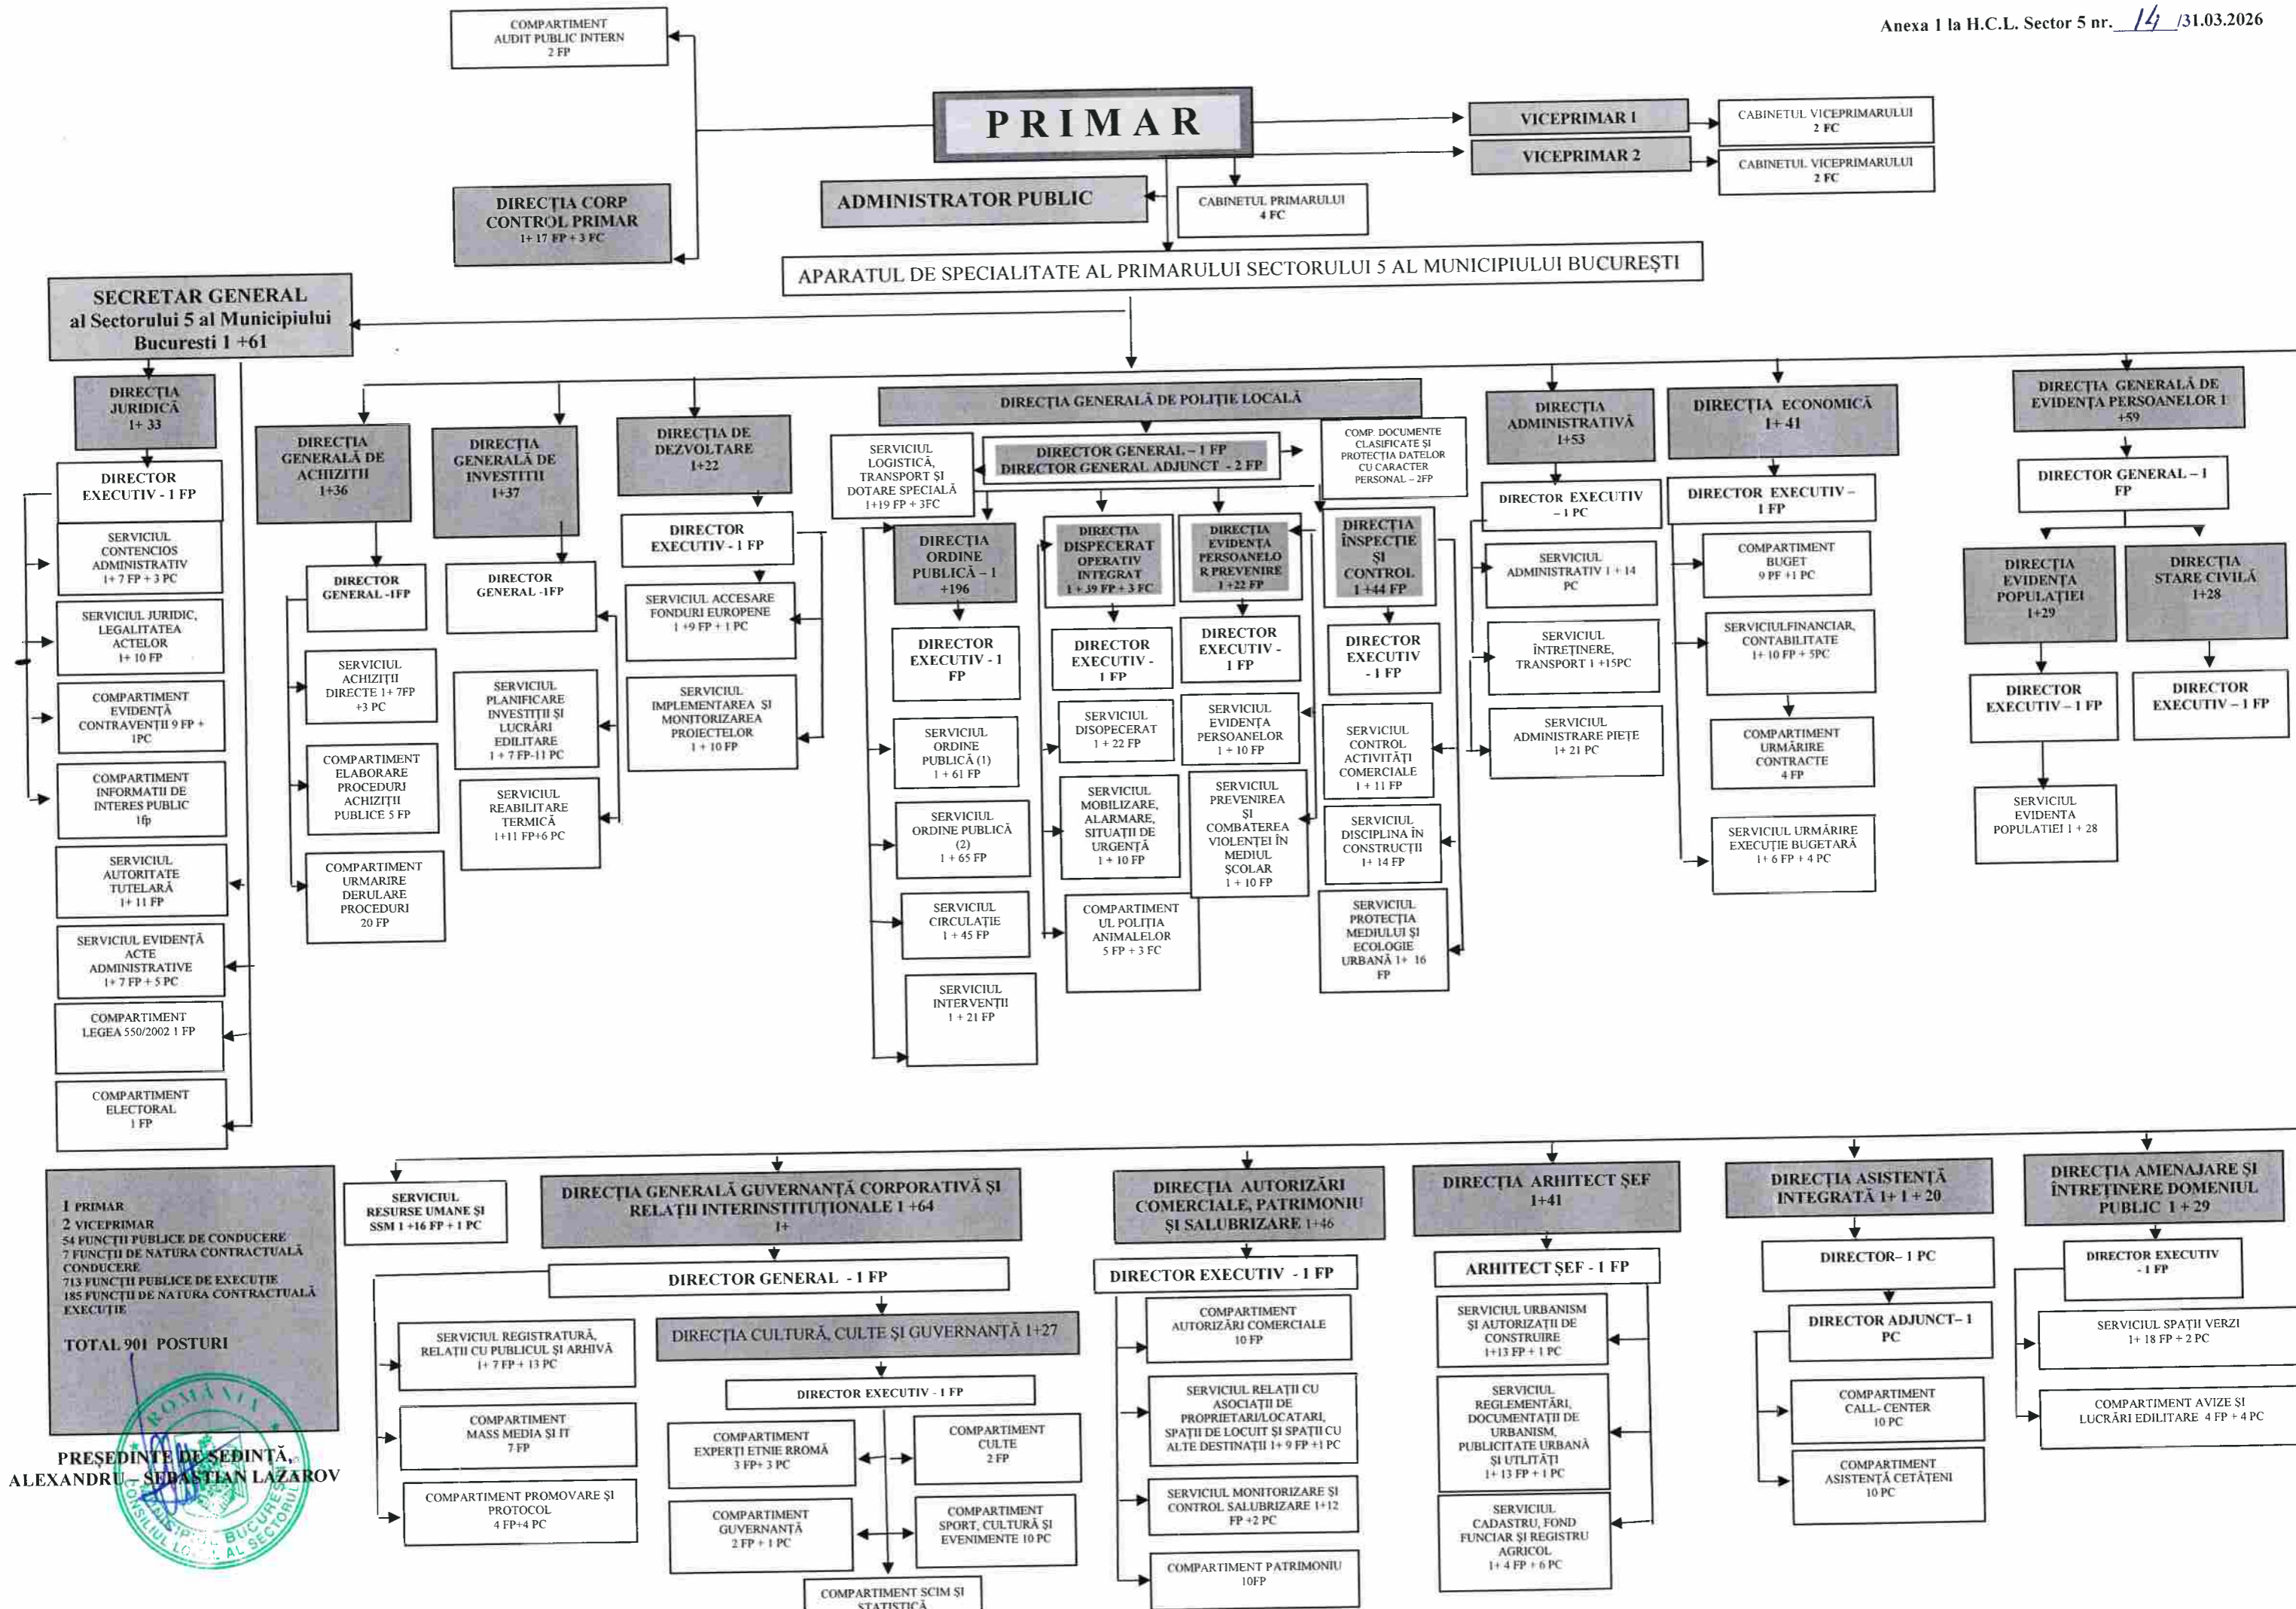 Anexa 1 la H.C.L. Sector 5 nr. 14 /31.03.2026
COMPARTIMENT
AUDIT PUBLIC INTERN
2 FP
PRIMAR
VICEPRIMAR 1
CABINETUL VICEPRIMARULUI
2 FC
VICEPRIMAR 2
CABINETUL VICEPRIMARULUI
2 FC
DIRECȚIA CORP
CONTROL PRIMAR
1+ 17 FP + 3 FC
ADMINISTRATOR PUBLIC
CABINETUL PRIMARULUI
4 FC
APARATUL DE SPECIALITATE AL PRIMARULUI SECTORULUI 5 AL MUNICIPIULUI BUCUREȘTI
SECRETAR GENERAL
al Sectorului 5 al Municipiului
Bucuresti 1 +61
DIRECȚIA
JURIDICĂ
1+ 33
DIRECTOR
EXECUTIV - 1 FP
SERVICIUL
CONTENCIOS
ADMINISTRATIV
1+ 7 FP + 3 PC
SERVICIUL JURIDIC,
LEGALITATEA
ACTELOR
1+ 10 FP
COMPARTIMENT
EVIDENȚĂ
CONTRAVENȚII 9 FP +
1PC
COMPARTIMENT
INFORMATII DE
INTERES PUBLIC
1fp
SERVICIUL
AUTORITATE
TUTELARĂ
1+ 11 FP
SERVICIUL EVIDENȚĂ
ACTE
ADMINISTRATIVE
1+ 7 FP + 5 PC
COMPARTIMENT
LEGEA 550/2002 1 FP
COMPARTIMENT
ELECTORAL
1 FP
DIRECȚIA
GENERALĂ DE
ACHIZITII
1+36
DIRECTOR
GENERAL -1FP
SERVICIUL
ACHIZIȚII
DIRECTE 1+ 7FP
+3 PC
COMPARTIMENT
ELABORARE
PROCEDURI
ACHIZIȚII
PUBLICE 5 FP
COMPARTIMENT
URMARIRE
DERULARE
PROCEDURI
20 FP
DIRECȚIA
GENERALĂ DE
INVESTITII
1+37
DIRECTOR
GENERAL -1FP
SERVICIUL
PLANIFICARE
INVESTIȚII ȘI
LUCRĂRI
EDILITARE
1 + 7 FP-11 PC
SERVICIUL
REABILITARE
TERMICĂ
1+11 FP+6 PC
DIRECȚIA DE
DEZVOLTARE
1+22
DIRECTOR
EXECUTIV - 1 FP
SERVICIUL ACCESARE
FONDURI EUROPENE
1 +9 FP + 1 PC
SERVICIUL
IMPLEMENTAREA ȘI
MONITORIZAREA
PROIECTELOR
1 + 10 FP
DIRECȚIA GENERALĂ DE POLIȚIE LOCALĂ
SERVICIUL
LOGISTICĂ,
TRANSPORT ȘI
DOTARE SPECIALĂ
1+19 FP + 3FC
DIRECTOR GENERAL – 1 FP
DIRECTOR GENERAL ADJUNCT - 2 FP
COMP. DOCUMENTE
CLASIFICATE ȘI
PROTECȚIA DATELOR
CU CARACTER
PERSONAL – 2FP
DIRECȚIA
ORDINE
PUBLICĂ – 1
+196
DIRECTOR
EXECUTIV - 1
FP
SERVICIUL
ORDINE
PUBLICĂ (1)
1 + 61 FP
SERVICIUL
ORDINE PUBLICĂ
(2)
1 + 65 FP
SERVICIUL
CIRCULAȚIE
1 + 45 FP
SERVICIUL
INTERVENȚII
1 + 21 FP
DIRECȚIA
DISPECERAT
OPERATIV
INTEGRAT
1 + 39 FP + 3 FC
DIRECTOR
EXECUTIV -
1 FP
SERVICIUL
DISOPECERAT
1 + 22 FP
SERVICIUL
MOBILIZARE,
ALARMARE,
SITUAȚII DE
URGENȚĂ
1 + 10 FP
COMPARTIMENT
UL POLIȚIA
ANIMALELOR
5 FP + 3 FC
DIRECȚIA
EVIDENȚA
PERSOANELO
R PREVENIRE
1 +22 FP
DIRECTOR
EXECUTIV -
1 FP
SERVICIUL
EVIDENȚA
PERSOANELOR
1 + 10 FP
SERVICIUL
PREVENIREA
ȘI
COMBATEREA
VIOLENȚEI ÎN
MEDIUL
ȘCOLAR
1 + 10 FP
DIRECȚIA
ÎNSPECȚIE
ȘI
CONTROL
1 +44 FP
DIRECTOR
EXECUTIV
- 1 FP
SERVICIUL
CONTROL
ACTIVITĂȚI
COMERCIALE
1 + 11 FP
SERVICIUL
DISCIPLINA ÎN
CONSTRUCȚII
1+ 14 FP
SERVICIUL
PROTECȚIA
MEDIULUI ȘI
ECOLOGIE
URBANĂ 1+ 16
FP
DIRECȚIA
ADMINISTRATIVĂ
1+53
DIRECTOR EXECUTIV
– 1 PC
SERVICIUL
ADMINISTRATIV 1 + 14
PC
SERVICIUL
ÎNTREȚINERE,
TRANSPORT 1 +15PC
SERVICIUL
ADMINISTRARE PIEȚE
1+ 21 PC
DIRECȚIA ECONOMICĂ
1+ 41
DIRECTOR EXECUTIV –
1 FP
COMPARTIMENT
BUGET
9 PF +1 PC
SERVICIULFINANCIAR,
CONTABILITATE
1+ 10 FP + 5PC
COMPARTIMENT
URMĂRIRE
CONTRACTE
4 FP
SERVICIUL URMĂRIRE
EXECUȚIE BUGETARĂ
1+ 6 FP + 4 PC
DIRECȚIA GENERALĂ DE
EVIDENȚA PERSOANELOR 1
+59
DIRECTOR GENERAL – 1
FP
DIRECȚIA
EVIDENȚA
POPULAȚIEI
1+29
DIRECTOR
EXECUTIV – 1 FP
SERVICIUL
EVIDENTA
POPULATIEI 1 + 28
DIRECȚIA
STARE CIVILĂ
1+28
DIRECTOR
EXECUTIV – 1 FP
1 PRIMAR
2 VICEPRIMAR
54 FUNCȚII PUBLICE DE CONDUCERE
7 FUNCȚII DE NATURA CONTRACTUALĂ
CONDUCERE
713 FUNCȚII PUBLICE DE EXECUȚIE
185 FUNCȚII DE NATURA CONTRACTUALĂ
EXECUȚIE
TOTAL 901 POSTURI
PREȘEDINTE DE ȘEDINȚĂ,
ALEXANDRU – SEBASTIAN LAZĂROV
ROMÂNIA
MUNICIPIUL BUCUREȘTI
CONSILIUL LOCAL AL SECTORULUI 5
SERVICIUL
RESURSE UMANE ȘI
SSM 1 +16 FP + 1 PC
DIRECȚIA GENERALĂ GUVERNANȚĂ CORPORATIVĂ ȘI
RELAȚII INTERINSTITUȚIONALE 1 +64
1+
DIRECTOR GENERAL - 1 FP
SERVICIUL REGISTRATURĂ,
RELAȚII CU PUBLICUL ȘI ARHIVĂ
1+ 7 FP + 13 PC
COMPARTIMENT
MASS MEDIA ȘI IT
7 FP
COMPARTIMENT PROMOVARE ȘI
PROTOCOL
4 FP+4 PC
DIRECȚIA CULTURĂ, CULTE ȘI GUVERNANȚĂ 1+27
DIRECTOR EXECUTIV - 1 FP
COMPARTIMENT
EXPERȚI ETNIE RROMĂ
3 FP+ 3 PC
COMPARTIMENT
CULTE
2 FP
COMPARTIMENT
GUVERNANȚĂ
2 FP + 1 PC
COMPARTIMENT
SPORT, CULTURĂ ȘI
EVENIMENTE 10 PC
COMPARTIMENT SCIM ȘI
STATISTICĂ
DIRECȚIA AUTORIZĂRI
COMERCIALE, PATRIMONIU
ȘI SALUBRIZARE 1+46
DIRECTOR EXECUTIV - 1 FP
COMPARTIMENT
AUTORIZĂRI COMERCIALE
10 FP
SERVICIUL RELAȚII CU
ASOCIAȚII DE
PROPRIETARI/LOCATARI,
SPAȚII DE LOCUIT ȘI SPAȚII CU
ALTE DESTINAȚII 1+ 9 FP +1 PC
SERVICIUL MONITORIZARE ȘI
CONTROL SALUBRIZARE 1+12
FP +2 PC
COMPARTIMENT PATRIMONIU
10FP
DIRECȚIA ARHITECT ȘEF
1+41
ARHITECT ȘEF - 1 FP
SERVICIUL URBANISM
ȘI AUTORIZAȚII DE
CONSTRUIRE
1+13 FP + 1 PC
SERVICIUL
REGLEMENTĂRI,
DOCUMENTAȚII DE
URBANISM,
PUBLICITATE URBANĂ
ȘI UTLITĂȚI
1+ 13 FP + 1 PC
SERVICIUL
CADASTRU, FOND
FUNCIAR ȘI REGISTRU
AGRICOL
1+ 4 FP + 6 PC
DIRECȚIA ASISTENȚĂ
INTEGRATĂ 1+ 1 + 20
DIRECTOR– 1 PC
DIRECTOR ADJUNCT– 1
PC
COMPARTIMENT
CALL- CENTER
10 PC
COMPARTIMENT
ASISTENȚĂ CETĂȚENI
10 PC
DIRECȚIA AMENAJARE ȘI
ÎNTREȚINERE DOMENIUL
PUBLIC 1 + 29
DIRECTOR EXECUTIV
- 1 FP
SERVICIUL SPAȚII VERZI
1+ 18 FP + 2 PC
COMPARTIMENT AVIZE ȘI
LUCRĂRI EDILITARE 4 FP + 4 PC